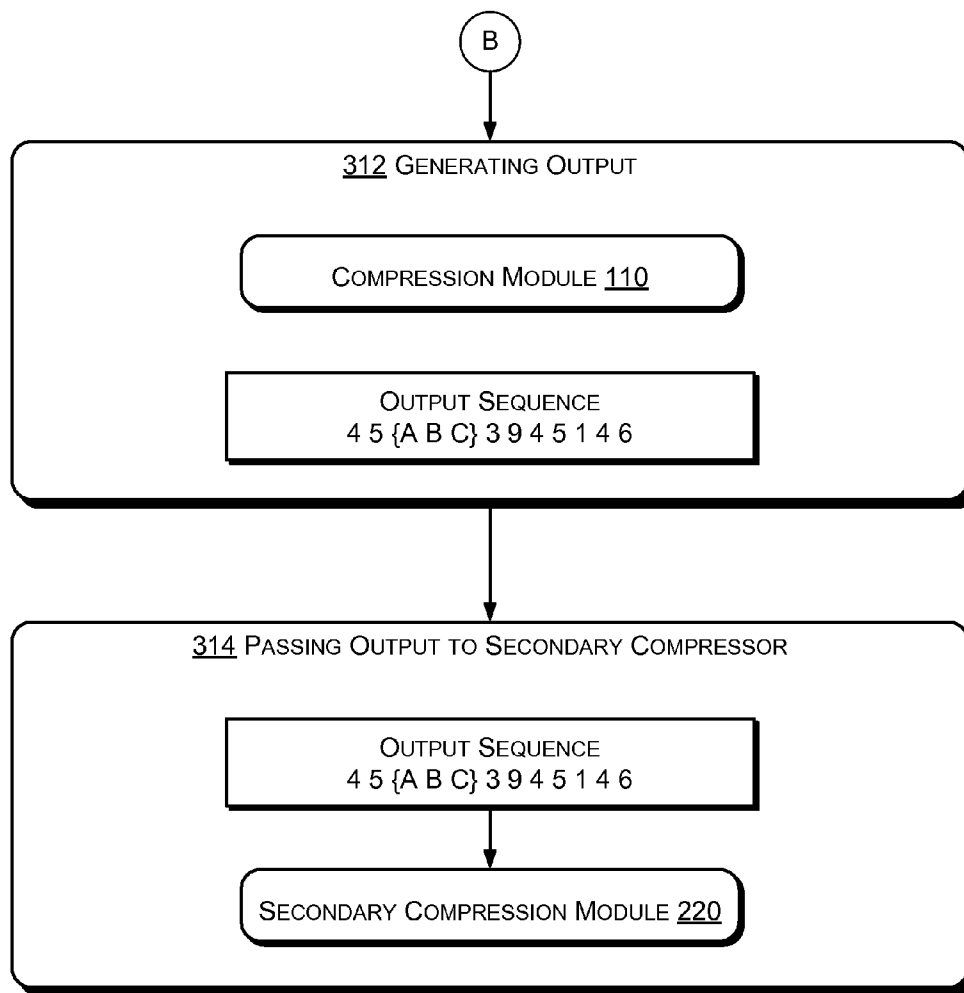 B
312 GENERATING OUTPUT
COMPRESSION MODULE 110
OUTPUT SEQUENCE
4 5 {A B C} 3 9 4 5 1 4 6
314 PASSING OUTPUT TO SECONDARY COMPRESSOR
OUTPUT SEQUENCE
4 5 {A B C} 3 9 4 5 1 4 6
SECONDARY COMPRESSION MODULE 220